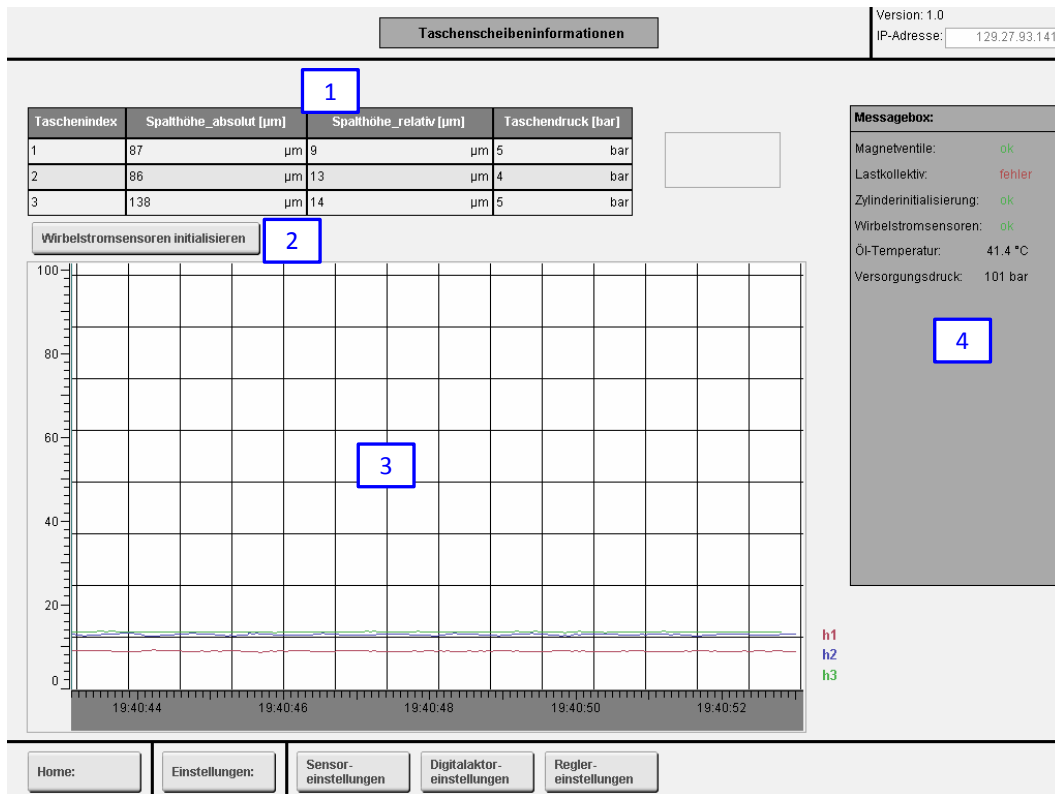 Taschenscheibeninformationen
Version: 1.0
IP-Adresse: 129.27.93.141
1
Taschenindex Spalthöhe_absolut [µm] Spalthöhe_relativ [µm] Taschendruck [bar]
1 87 µm 9 µm 5 bar
2 86 µm 13 µm 4 bar
3 138 µm 14 µm 5 bar
Wirbelstromsensoren initialisieren
2
Messagebox:
Magnetventile: ok
Lastkollektiv: fehler
Zylinderinitialisierung: ok
Wirbelstromsensoren: ok
Öl-Temperatur: 41.4 °C
Versorgungsdruck: 101 bar
4
100
80
60
40
20
0
3
19:40:44 19:40:46 19:40:48 19:40:50 19:40:52
h1
h2
h3
Home:
Einstellungen:
Sensor-
einstellungen
Digitalaktor-
einstellungen
Regler-
einstellungen